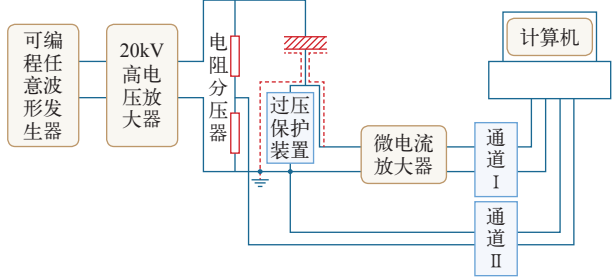 可编
程任
意波
形发
生器
20kV
高电
压放
大器
电
阻
分
压
器
过压
保护
装置
微电流
放大器
通
道
Ⅰ
通
道
Ⅱ
计算机